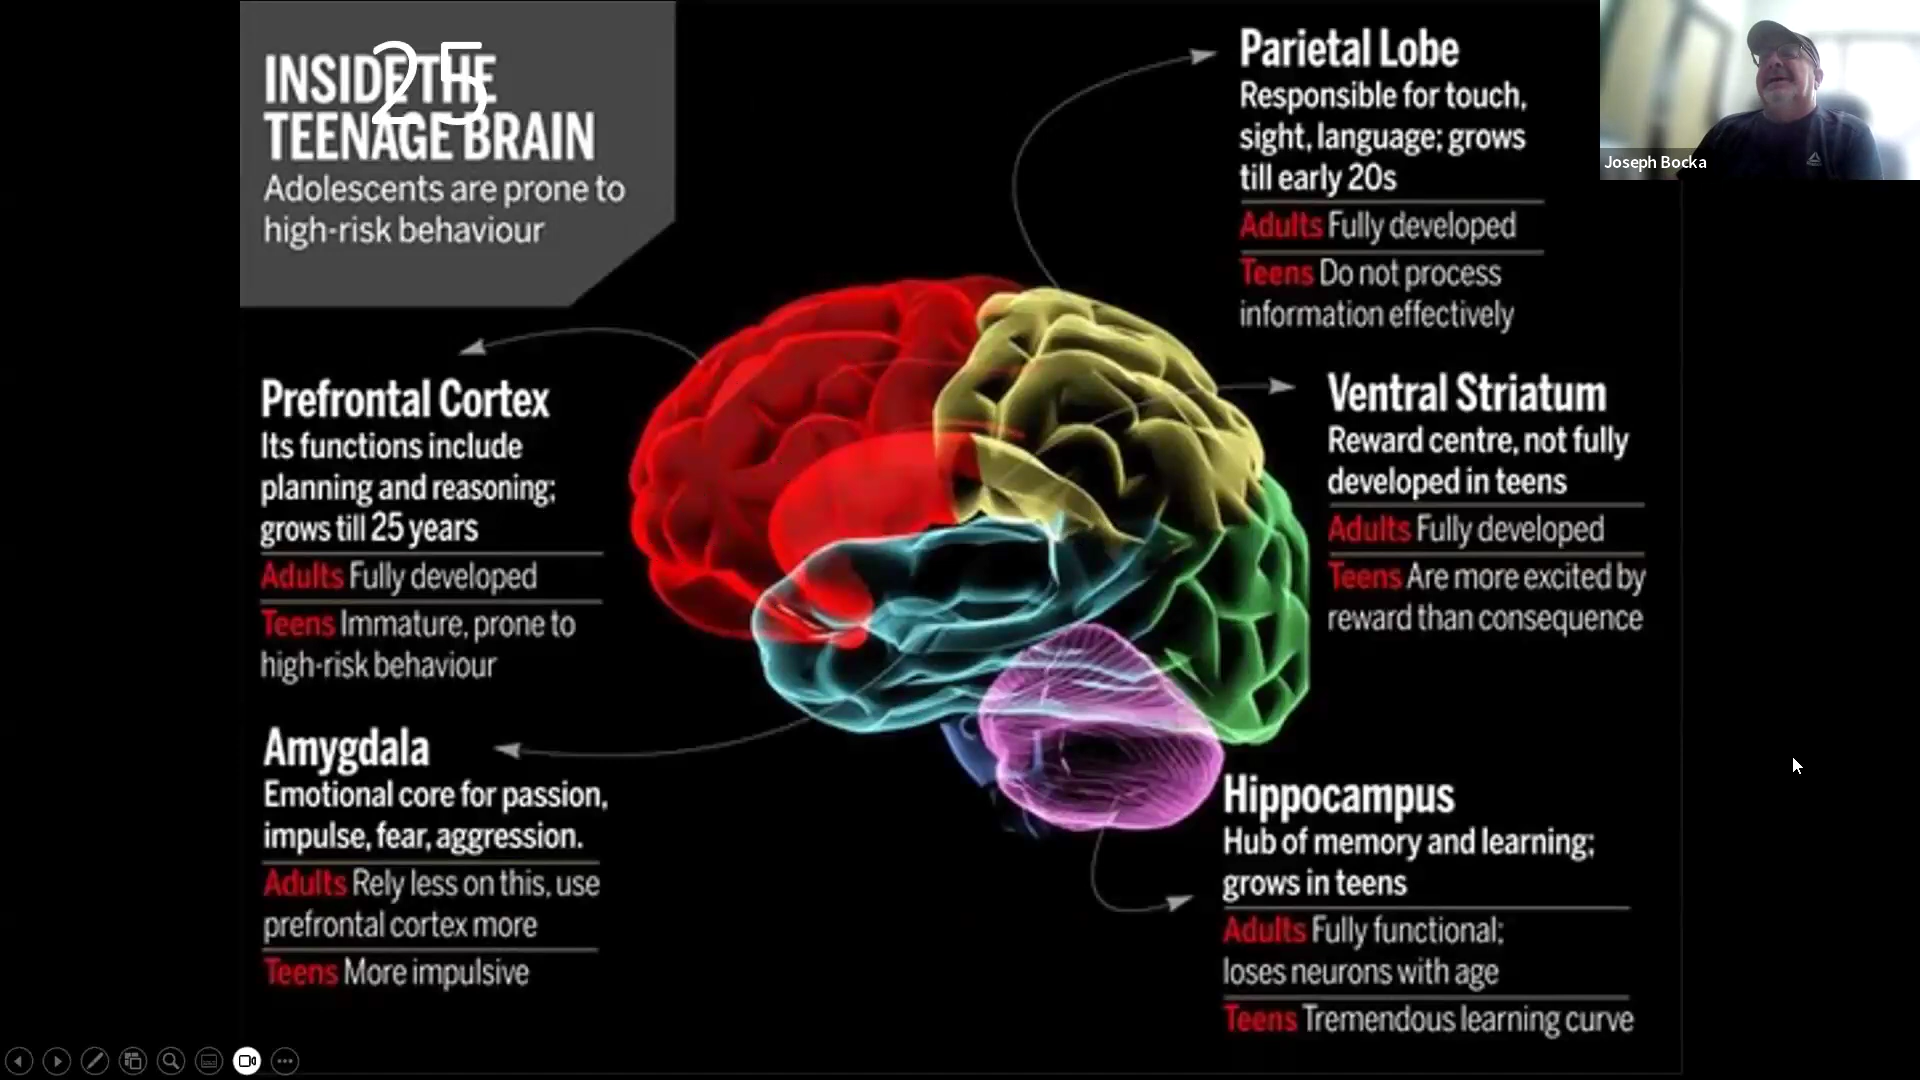 25
INSIDE THE
TEENAGE BRAIN
Adolescents are prone to
high-risk behaviour
Prefrontal Cortex
Its functions include
planning and reasoning;
grows till 25 years
Adults Fully developed
Teens Immature, prone to
high-risk behaviour
Amygdala
Emotional core for passion,
impulse, fear, aggression.
Adults Rely less on this, use
prefrontal cortex more
Teens More impulsive
Parietal Lobe
Responsible for touch,
sight, language; grows
till early 20s
Adults Fully developed
Teens Do not process
information effectively
Ventral Striatum
Reward centre, not fully
developed in teens
Adults Fully developed
Teens Are more excited by
reward than consequence
Hippocampus
Hub of memory and learning;
grows in teens
Adults Fully functional;
loses neurons with age
Teens Tremendous learning curve
Joseph Bocka